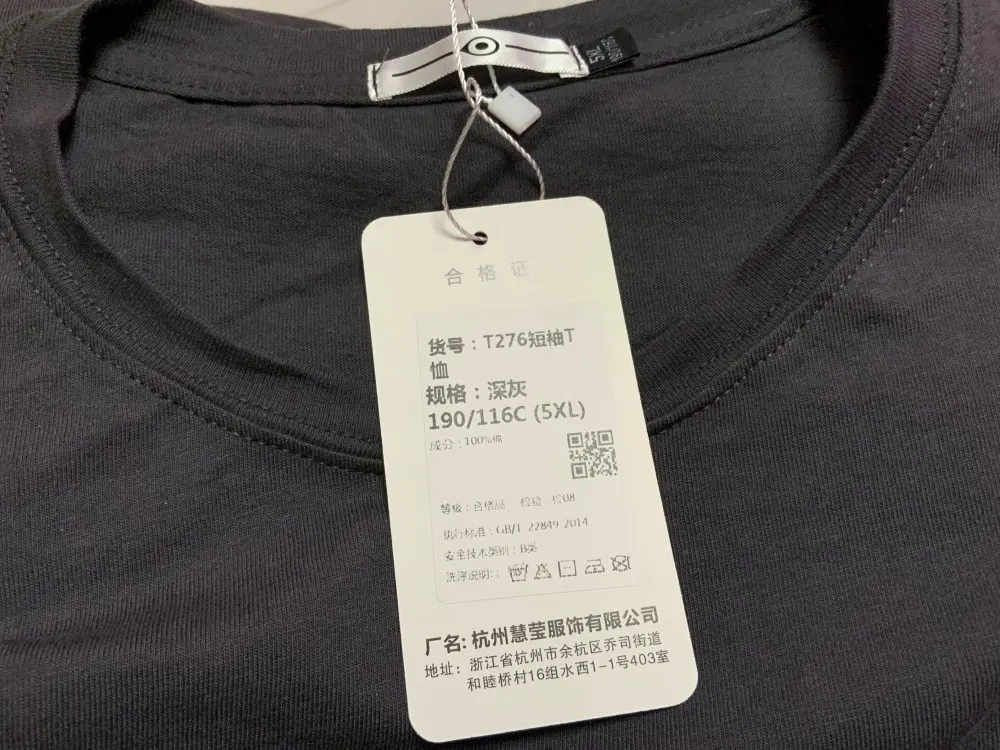 5XL
合格证
货号：T276短袖T
恤
规格：深灰
190/116C (5XL)
成分：100%棉
等级：合格品 检验：检08
执行标准：GB/T 22849-2014
安全技术类别：B类
洗涤说明：:
厂名: 杭州慧莹服饰有限公司
地址: 浙江省杭州市余杭区乔司街道
和睦桥村16组水西1-1号403室